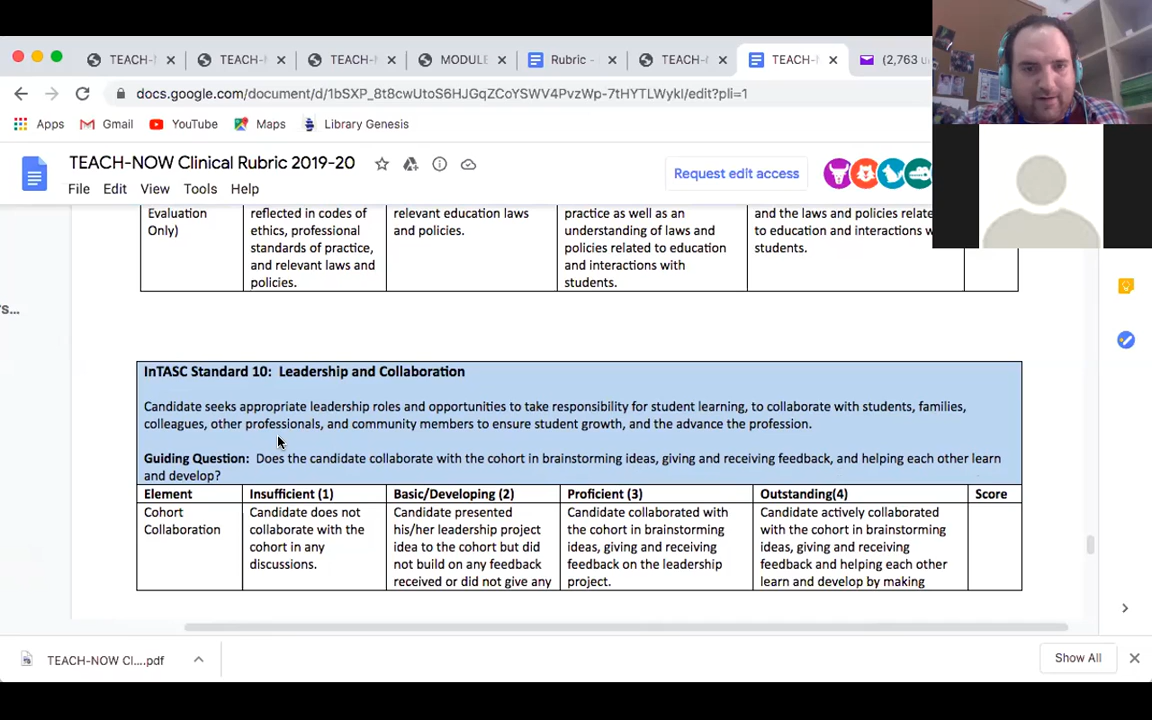 TEACH-
TEACH-
TEACH-
MODULE
Rubric -
TEACH-
TEACH-
(2,763 u
docs.google.com/document/d/1bSXP_8t8cwUtoS6HJGqZCoYSWV4PvzWp-7tHYTLWykI/edit?pli=1
Apps
Gmail
YouTube
Maps
Library Genesis
TEACH-NOW Clinical Rubric 2019-20
File
Edit
View
Tools
Help
Request edit access
rs...
Evaluation
Only)
reflected in codes of
ethics, professional
standards of practice,
and relevant laws and
policies.
relevant education laws
and policies.
practice as well as an
understanding of laws and
policies related to education
and interactions with
students.
and the laws and policies relate
to education and interactions w
students.
InTASC Standard 10: Leadership and Collaboration
Candidate seeks appropriate leadership roles and opportunities to take responsibility for student learning, to collaborate with students, families,
colleagues, other professionals, and community members to ensure student growth, and the advance the profession.
Guiding Question: Does the candidate collaborate with the cohort in brainstorming ideas, giving and receiving feedback, and helping each other learn
and develop?
Element
Insufficient (1)
Basic/Developing (2)
Proficient (3)
Outstanding(4)
Score
Cohort
Collaboration
Candidate does not
collaborate with the
cohort in any
discussions.
Candidate presented
his/her leadership project
idea to the cohort but did
not build on any feedback
received or did not give any
Candidate collaborated with
the cohort in brainstorming
ideas, giving and receiving
feedback on the leadership
project.
Candidate actively collaborated
with the cohort in brainstorming
ideas, giving and receiving
feedback and helping each other
learn and develop by making
TEACH-NOW Cl....pdf
Show All